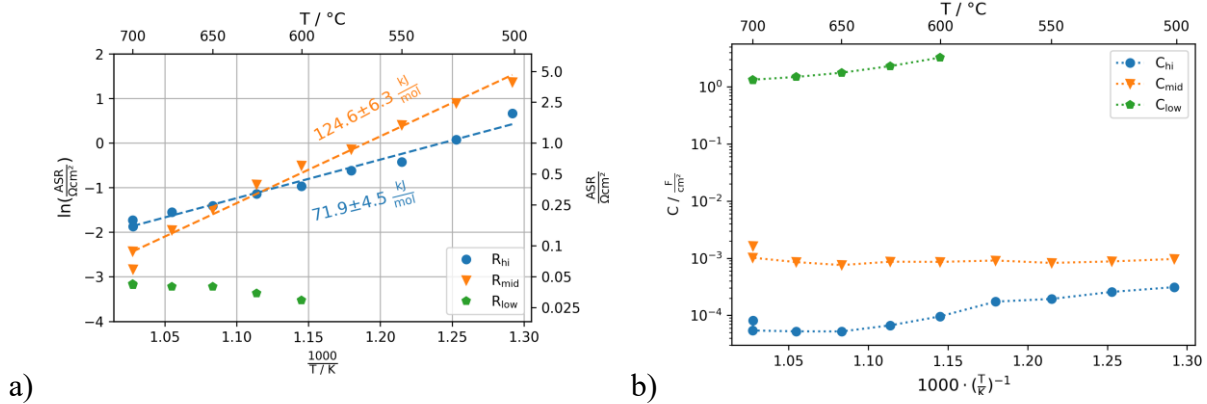 T / °C
700 650 600 550 500
2
1
0
−1
−2
−3
−4
ln(ASR/Ωcm²)
5.0
2.5
1.0
0.5
0.25
0.1
0.05
0.025
ASR/Ωcm²
124.6±6.3 kJ/mol
71.9±4.5 kJ/mol
R_hi
R_mid
R_low
1.05 1.10 1.15 1.20 1.25 1.30
1000/T / K
a)
T / °C
700 650 600 550 500
10⁰
10⁻¹
10⁻²
10⁻³
10⁻⁴
C / F/cm²
C_hi
C_mid
C_low
1.05 1.10 1.15 1.20 1.25 1.30
1000 · (T/K)⁻¹
b)